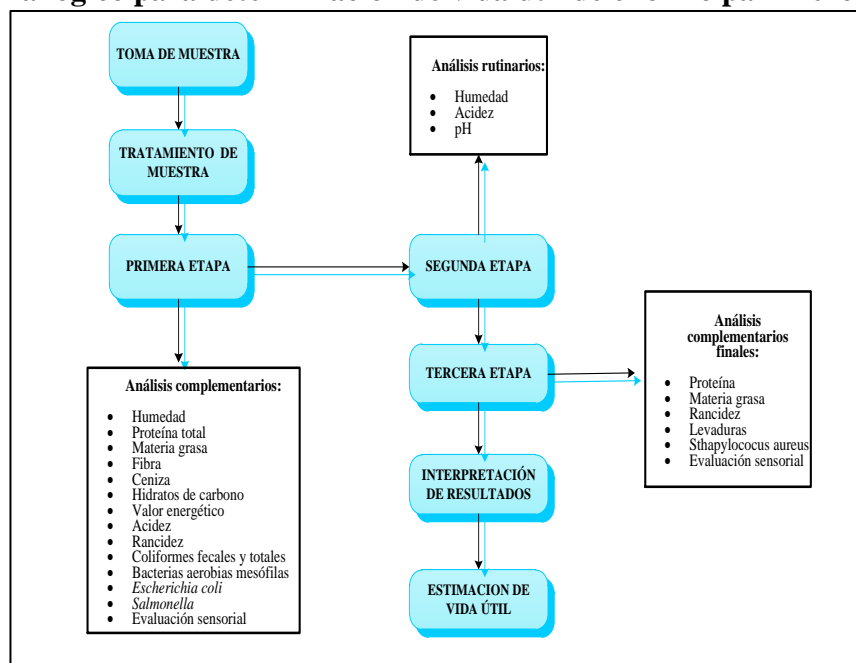 TOMA DE MUESTRA
TRATAMIENTO DE
MUESTRA
PRIMERA ETAPA
Análisis complementarios:
• Humedad
• Proteína total
• Materia grasa
• Fibra
• Ceniza
• Hidratos de carbono
• Valor energético
• Acidez
• Rancidez
• Coliformes fecales y totales
• Bacterias aerobias mesófilas
• Escherichia coli
• Salmonella
• Evaluación sensorial
Análisis rutinarios:
• Humedad
• Acidez
• pH
SEGUNDA ETAPA
TERCERA ETAPA
Análisis
complementarios
finales:
• Proteína
• Materia grasa
• Rancidez
• Levaduras
• Sthapylococus aureus
• Evaluación sensorial
INTERPRETACIÓN
DE RESULTADOS
ESTIMACION DE
VIDA ÚTIL